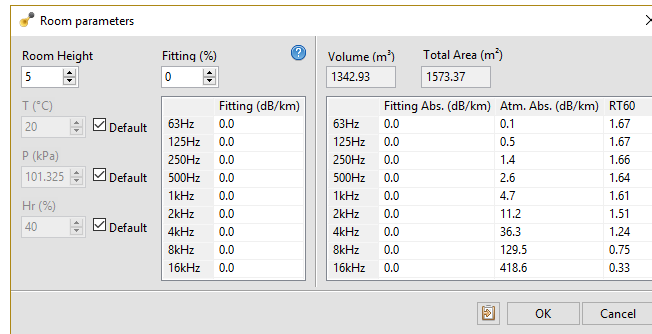 Room parameters
Room Height Fitting (%) ? Volume (m³) Total Area (m²)
5 0 1342.93 1573.37
T (°C)
20 Default
P (kPa)
101.325 Default
Hr (%)
40 Default
Fitting (dB/km)
63Hz 0.0
125Hz 0.0
250Hz 0.0
500Hz 0.0
1kHz 0.0
2kHz 0.0
4kHz 0.0
8kHz 0.0
16kHz 0.0
Fitting Abs. (dB/km) Atm. Abs. (dB/km) RT60
63Hz 0.0 0.1 1.67
125Hz 0.0 0.5 1.67
250Hz 0.0 1.4 1.66
500Hz 0.0 2.6 1.64
1kHz 0.0 4.7 1.61
2kHz 0.0 11.2 1.51
4kHz 0.0 36.3 1.24
8kHz 0.0 129.5 0.75
16kHz 0.0 418.6 0.33
OK Cancel